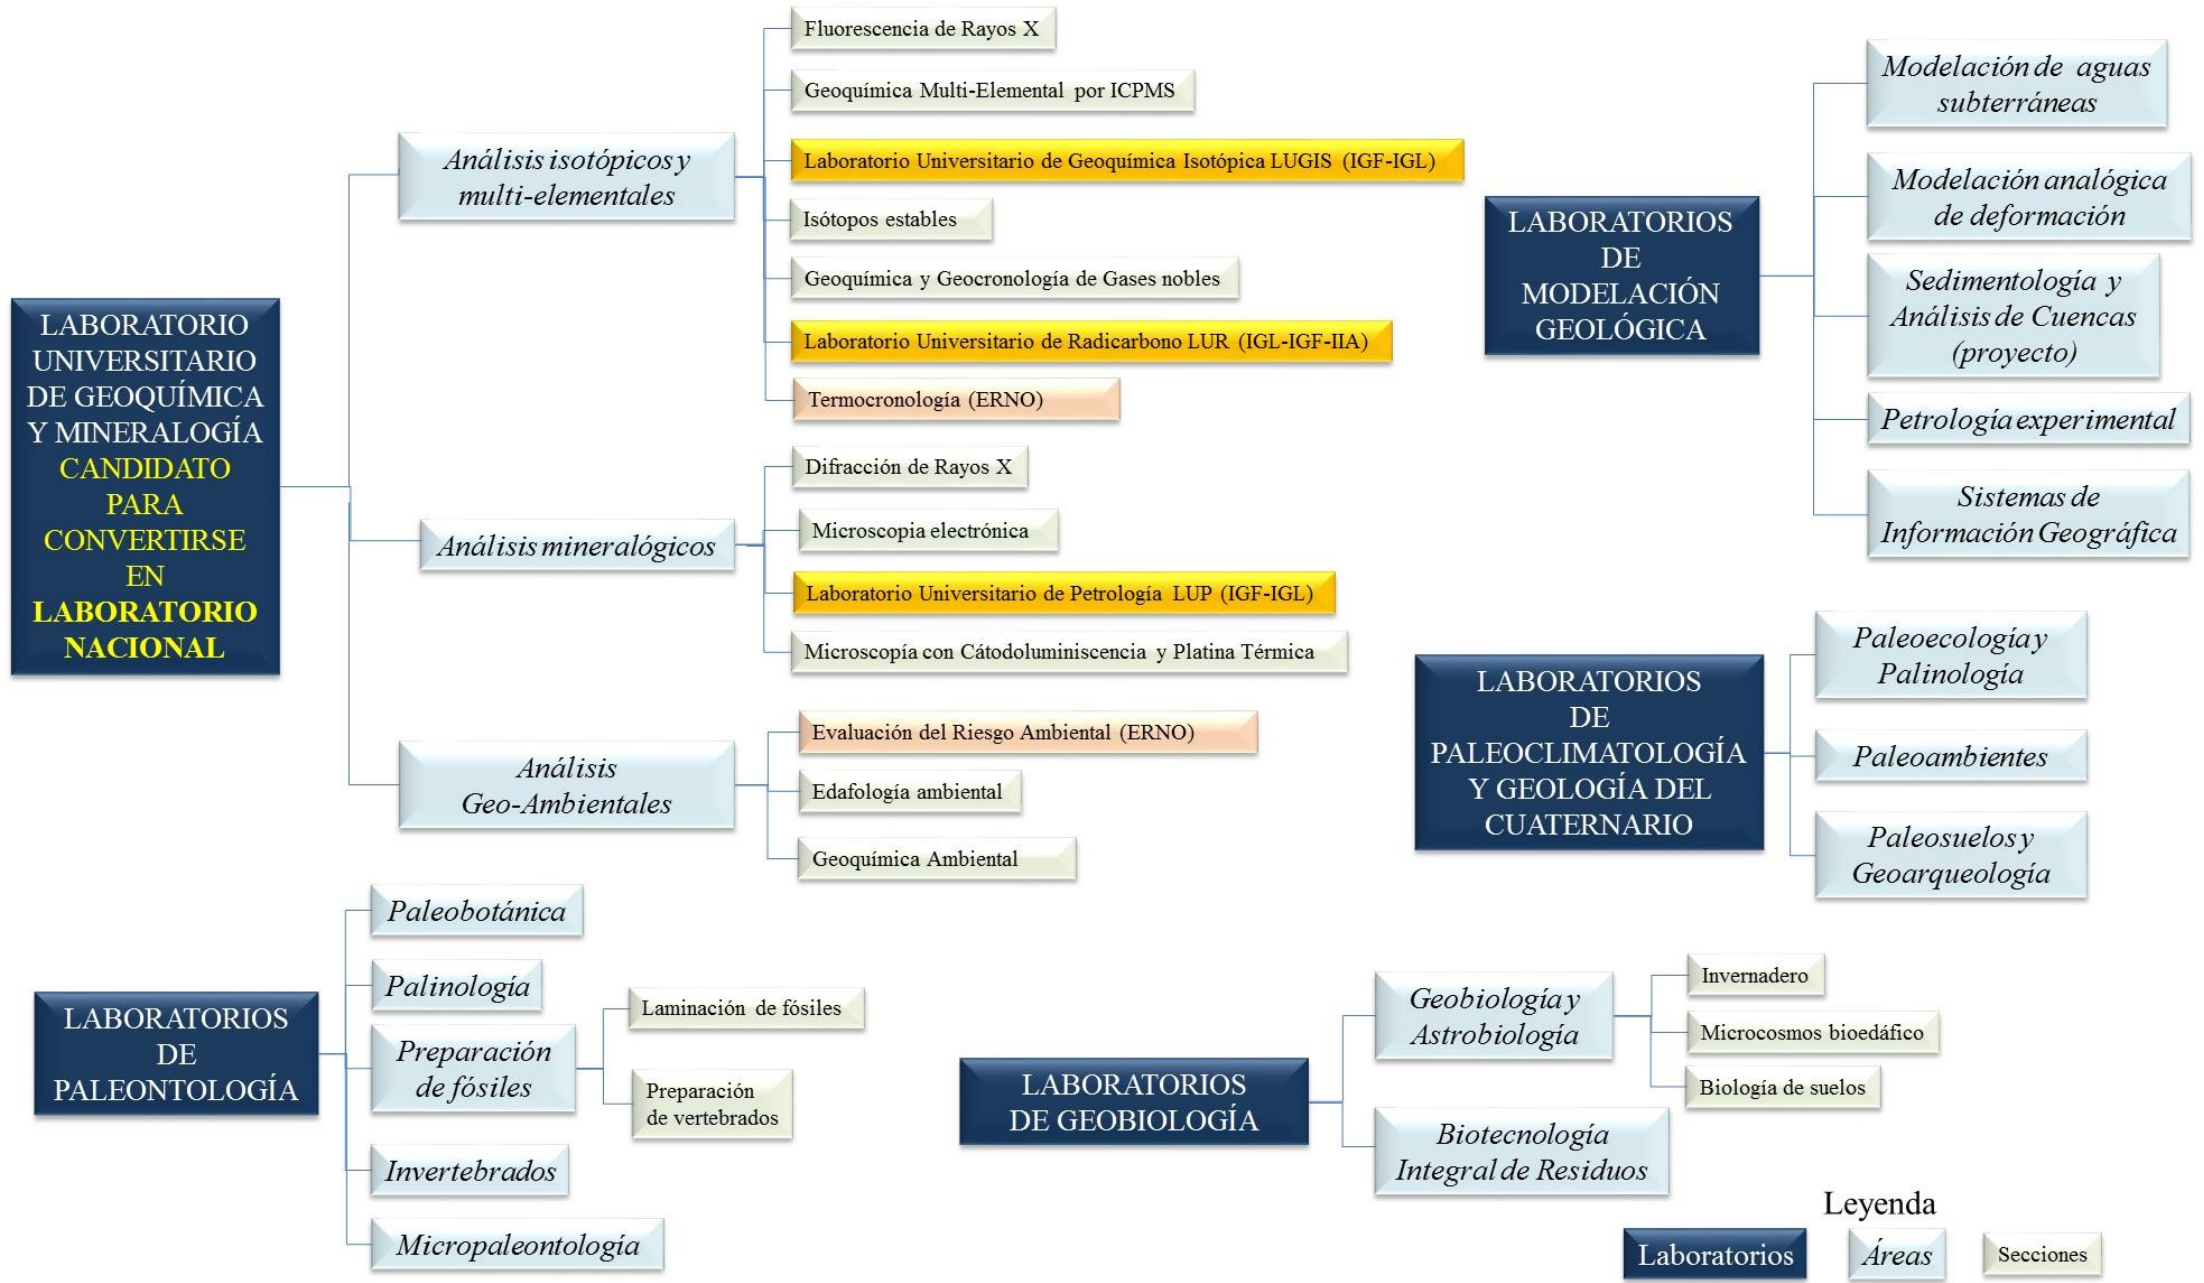 LABORATORIO
UNIVERSITARIO
DE GEOQUÍMICA
Y MINERALOGÍA
CANDIDATO
PARA
CONVERTIRSE
EN
LABORATORIO
NACIONAL
Análisis isotópicos y
multi-elementales
Fluorescencia de Rayos X
Geoquímica Multi-Elemental por ICPMS
Laboratorio Universitario de Geoquímica Isotópica LUGIS (IGF-IGL)
Isótopos estables
Geoquímica y Geocronología de Gases nobles
Laboratorio Universitario de Radicarbono LUR (IGL-IGF-IIA)
Termocronología (ERNO)
Análisis mineralógicos
Difracción de Rayos X
Microscopia electrónica
Laboratorio Universitario de Petrología LUP (IGF-IGL)
Microscopía con Cátodoluminiscencia y Platina Térmica
Análisis
Geo-Ambientales
Evaluación del Riesgo Ambiental (ERNO)
Edafología ambiental
Geoquímica Ambiental
LABORATORIOS
DE
MODELACIÓN
GEOLÓGICA
Modelación de aguas
subterráneas
Modelación analógica
de deformación
Sedimentología y
Análisis de Cuencas
(proyecto)
Petrología experimental
Sistemas de
Información Geográfica
LABORATORIOS
DE
PALEOCLIMATOLOGÍA
Y GEOLOGÍA DEL
CUATERNARIO
Paleoecología y
Palinología
Paleoambientes
Paleosuelos y
Geoarqueología
LABORATORIOS
DE
PALEONTOLOGÍA
Paleobotánica
Palinología
Preparación
de fósiles
Laminación de fósiles
Preparación
de vertebrados
Invertebrados
Micropaleontología
LABORATORIOS
DE GEOBIOLOGÍA
Geobiología y
Astrobiología
Invernadero
Microcosmos bioedáfico
Biología de suelos
Biotecnología
Integral de Residuos
Leyenda
Laboratorios
Áreas
Secciones